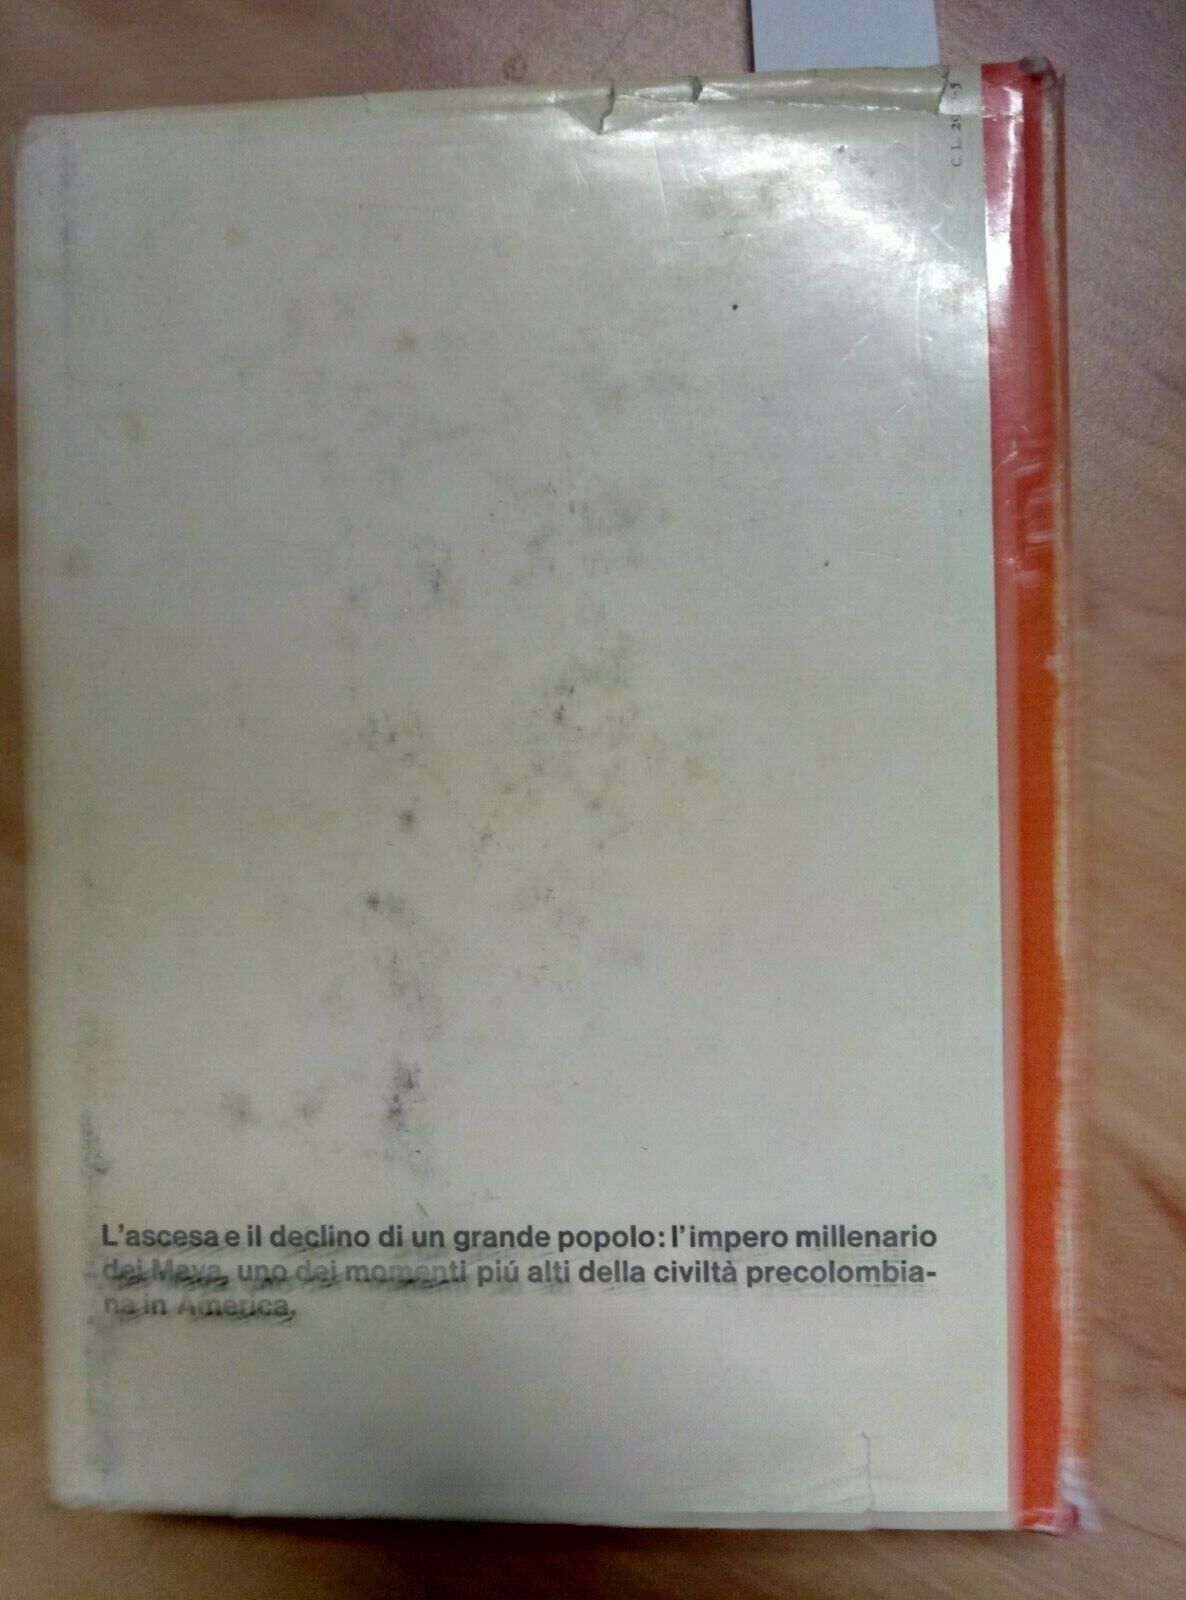 C. L. 29
L'ascesa e il declino di un grande popolo: l'impero millenario
dei Maya, uno dei momenti piú alti della civiltà precolombia-
na in America.